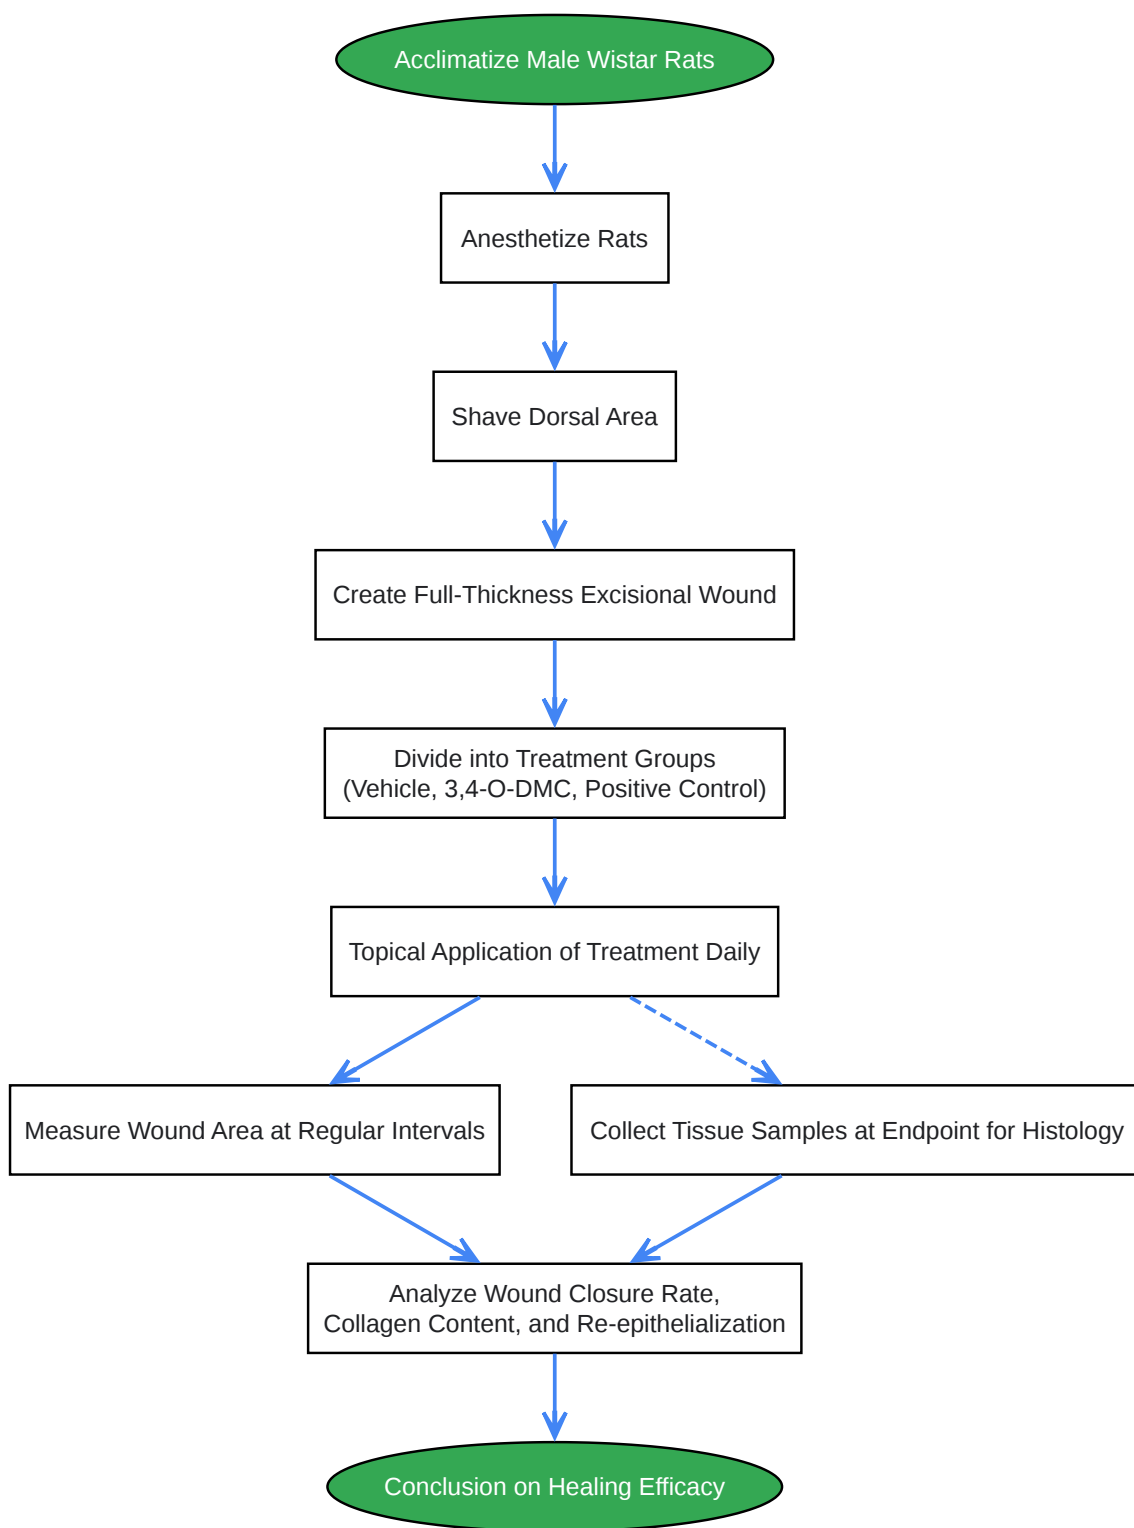 Acclimatize Male Wistar Rats
Anesthetize Rats
Shave Dorsal Area
Create Full-Thickness Excisional Wound
Divide into Treatment Groups
(Vehicle, 3,4-O-DMC, Positive Control)
Topical Application of Treatment Daily
Measure Wound Area at Regular Intervals
Collect Tissue Samples at Endpoint for Histology
Analyze Wound Closure Rate,
Collagen Content, and Re-epithelialization
Conclusion on Healing Efficacy